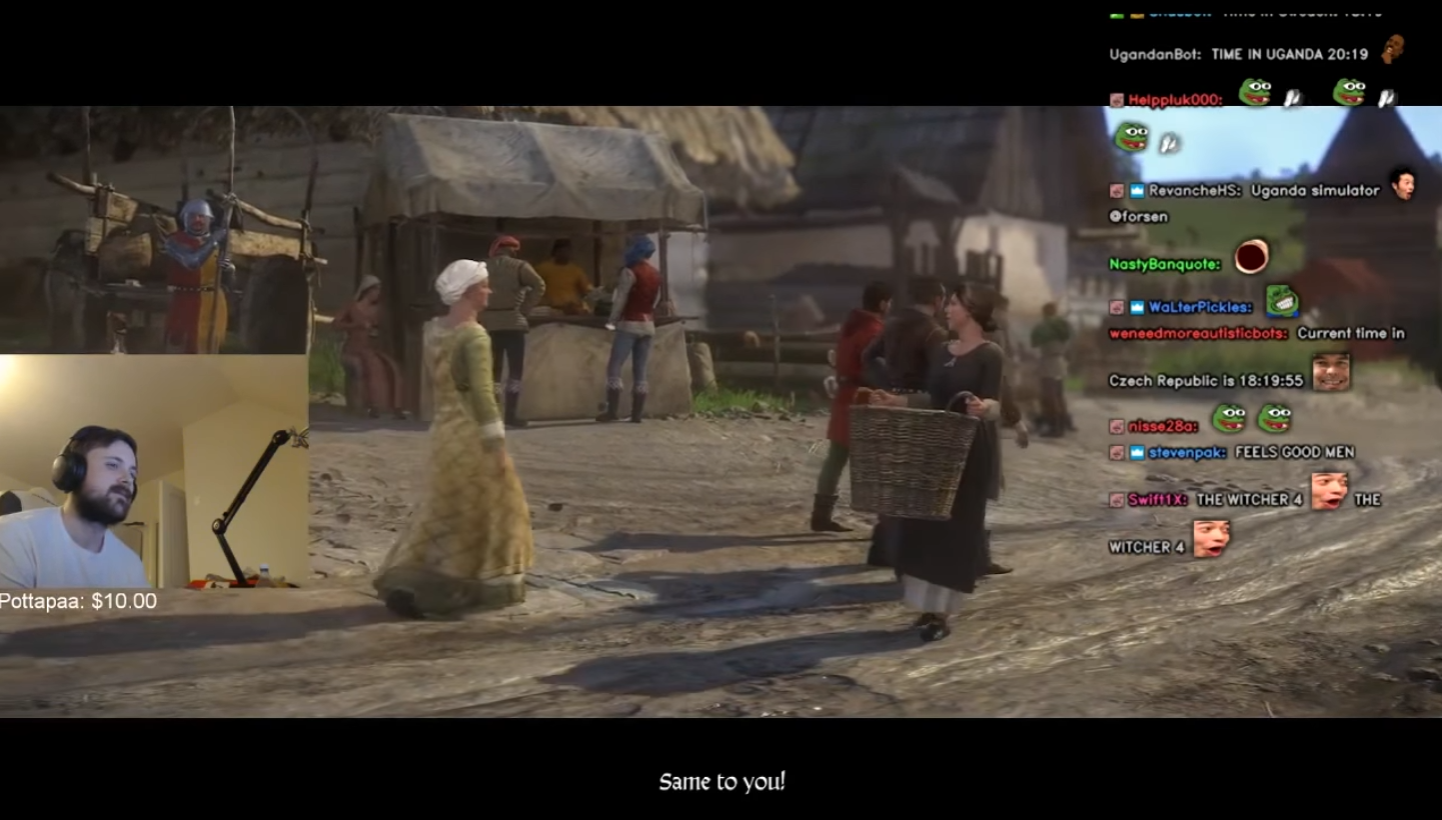 UgandanBot: TIME IN UGANDA 20:19
Helppluk000:
RevancheHS: Uganda simulator
@forsen
NastyBanquote:
WaLterPickles:
weneedmoreautisticbots: Current time in
Czech Republic is 18:19:55
nisse28a:
stevenpak: FEELS GOOD MEN
Swift1X: THE WITCHER 4 THE
WITCHER 4
Pottapaa: $10.00
Same to you!